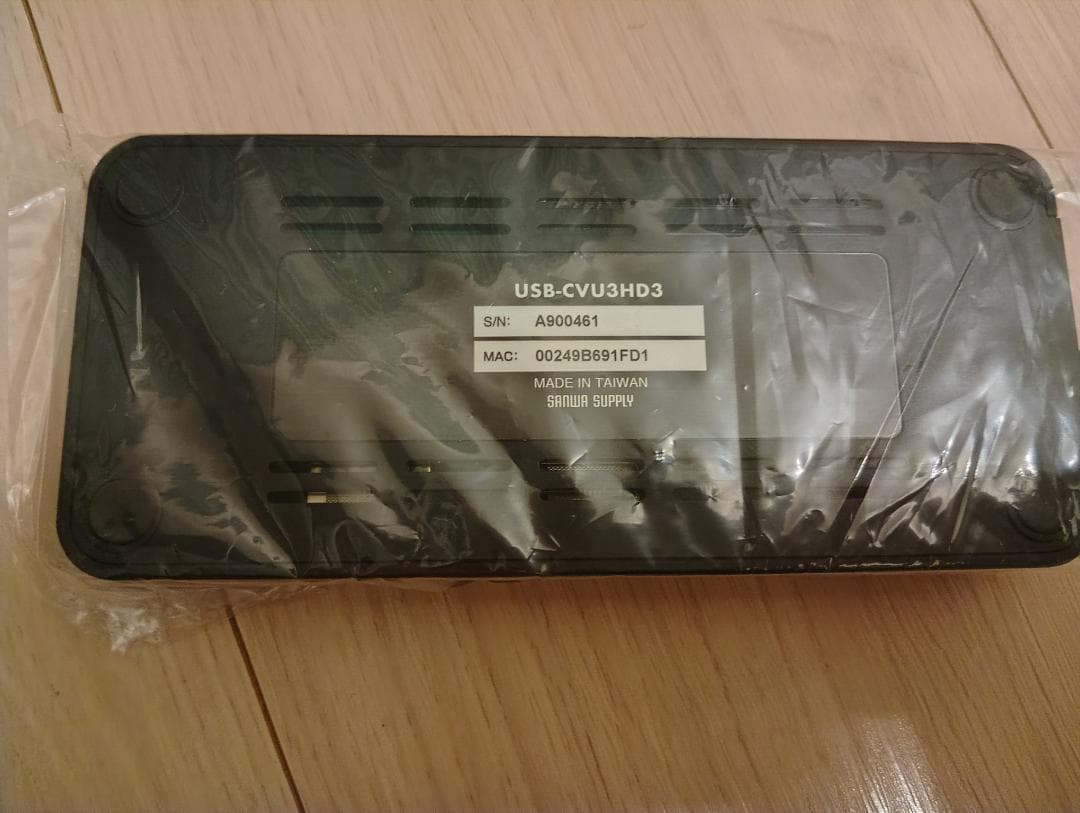 USB-CVU3HD3
S/N: A900461
MAC: 00249B691FD1
MADE IN TAIWAN
SANWA SUPPLY